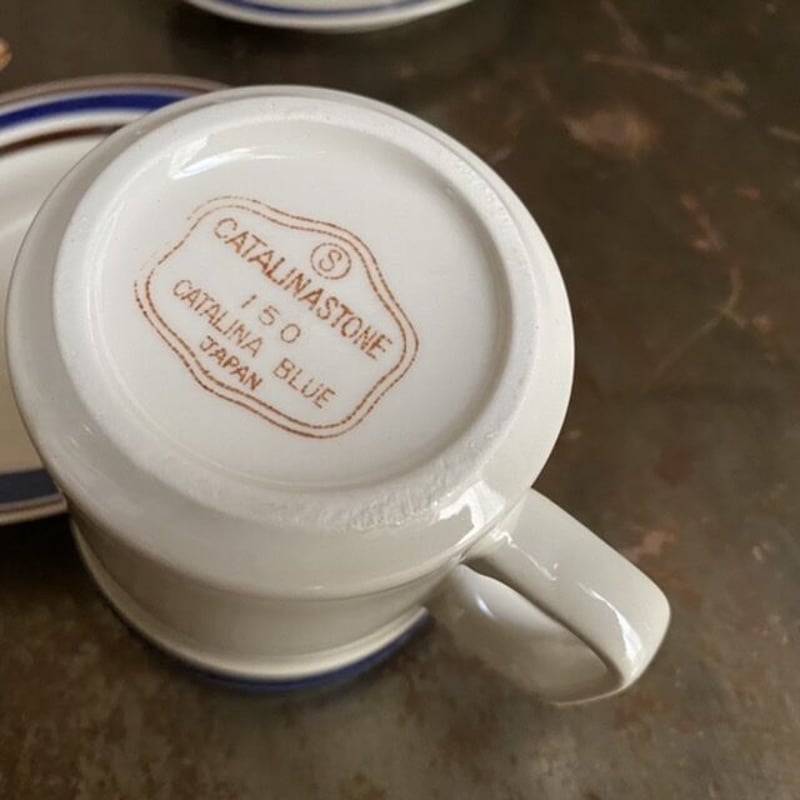 Ⓢ
CATALINASTONE
150
CATALINA BLUE
JAPAN